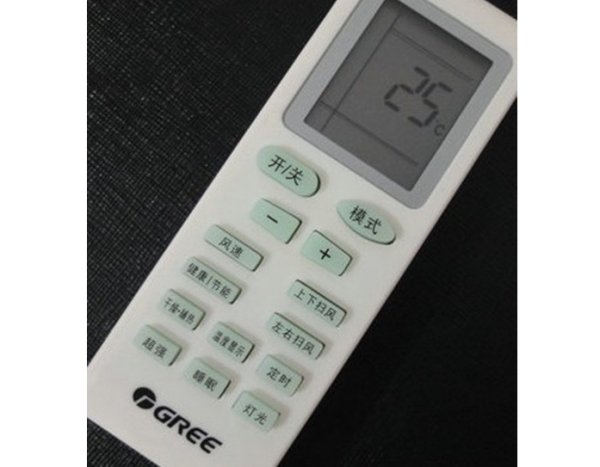 25℃
开/关
模式
−
+
风速
健康|节能
上下扫风
干燥·辅热
左右扫风
温度显示
超强
定时
睡眠
灯光
GREE